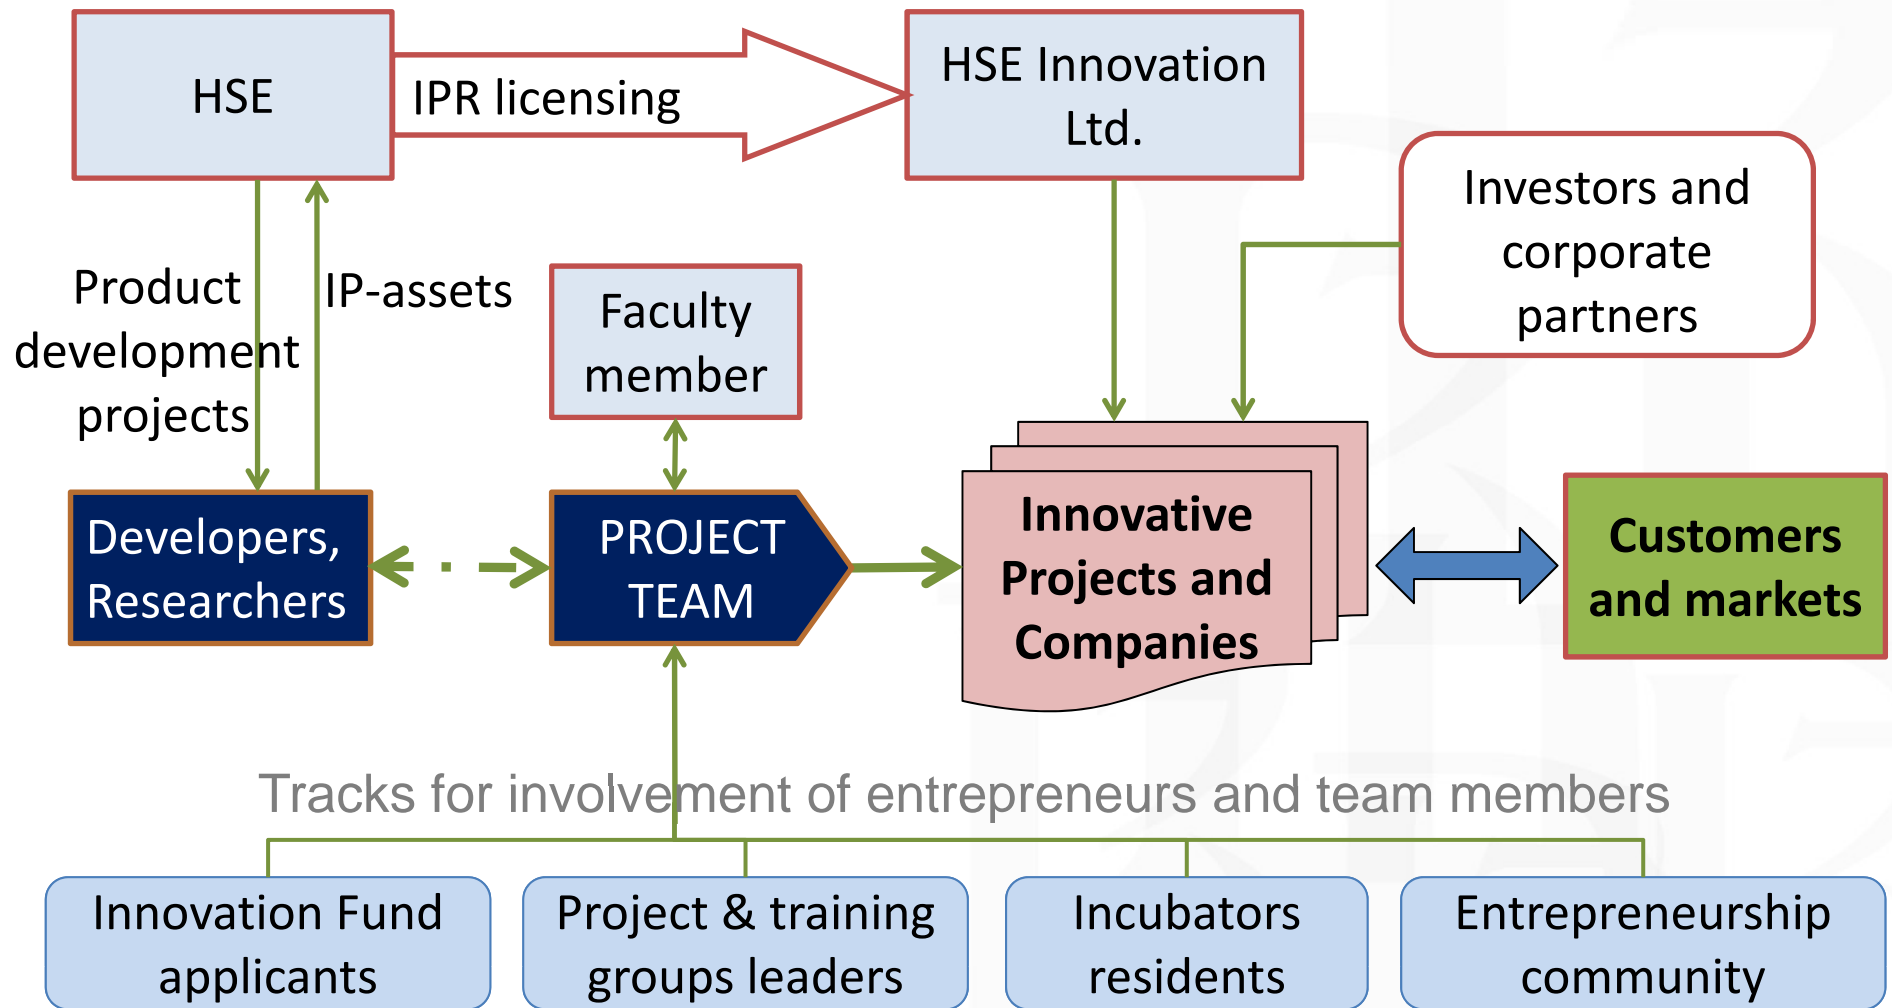 HSE
IPR licensing
HSE Innovation
Ltd.
Investors and
corporate
partners
Product
development
projects
IP-assets
Faculty
member
Developers,
Researchers
PROJECT
TEAM
Innovative
Projects and
Companies
Customers
and markets
Tracks for involvement of entrepreneurs and team members
Innovation Fund
applicants
Project & training
groups leaders
Incubators
residents
Entrepreneurship
community